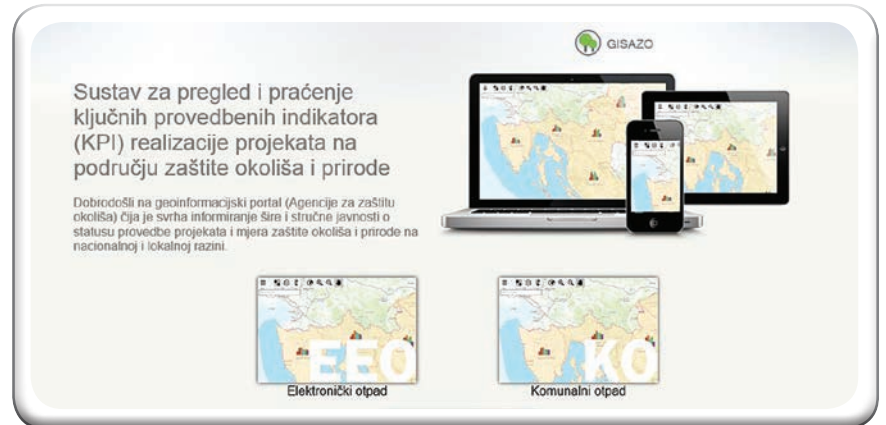 GISAZO
Sustav za pregled i praćenje
ključnih provedbenih indikatora
(KPI) realizacije projekata na
području zaštite okoliša i prirode
Dobrodošli na geoinformacijski portal (Agencije za zaštitu
okoliša) čija je svrha informiranje šire i stručne javnosti o
statusu provedbe projekata i mjera zaštite okoliša i prirode na
nacionalnoj i lokalnoj razini.
EEO
Elektronički otpad
KO
Komunalni otpad